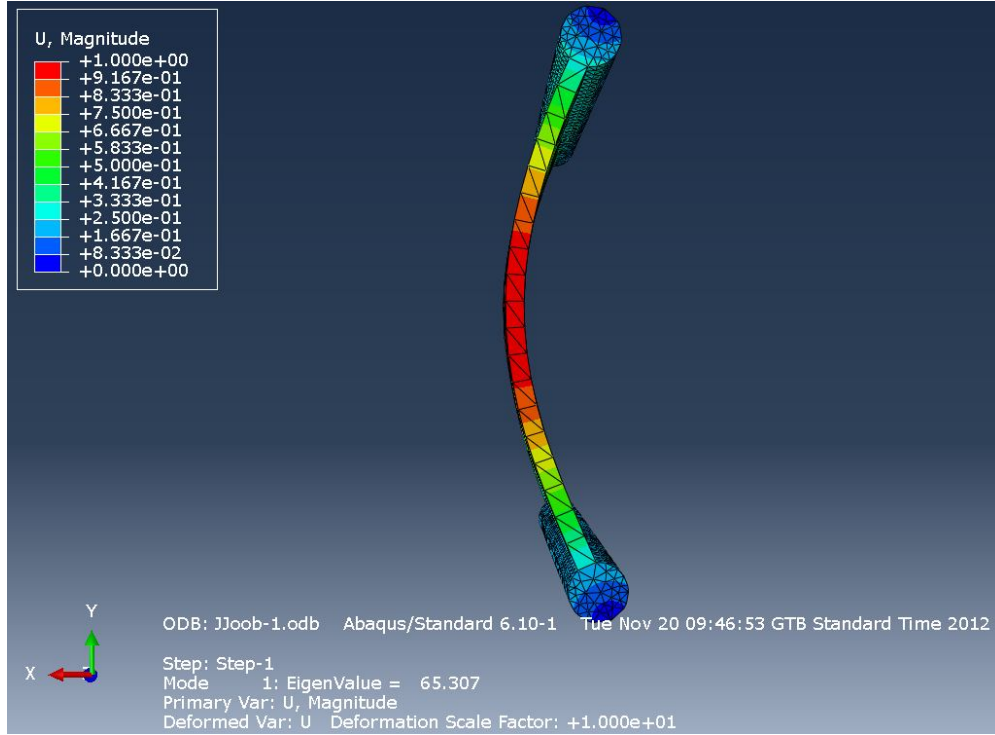 U, Magnitude
+1.000e+00
+9.167e-01
+8.333e-01
+7.500e-01
+6.667e-01
+5.833e-01
+5.000e-01
+4.167e-01
+3.333e-01
+2.500e-01
+1.667e-01
+8.333e-02
+0.000e+00
Y
X
ODB: JJoob-1.odb Abaqus/Standard 6.10-1 Tue Nov 20 09:46:53 GTB Standard Time 2012
Step: Step-1
Mode 1: EigenValue = 65.307
Primary Var: U, Magnitude
Deformed Var: U Deformation Scale Factor: +1.000e+01